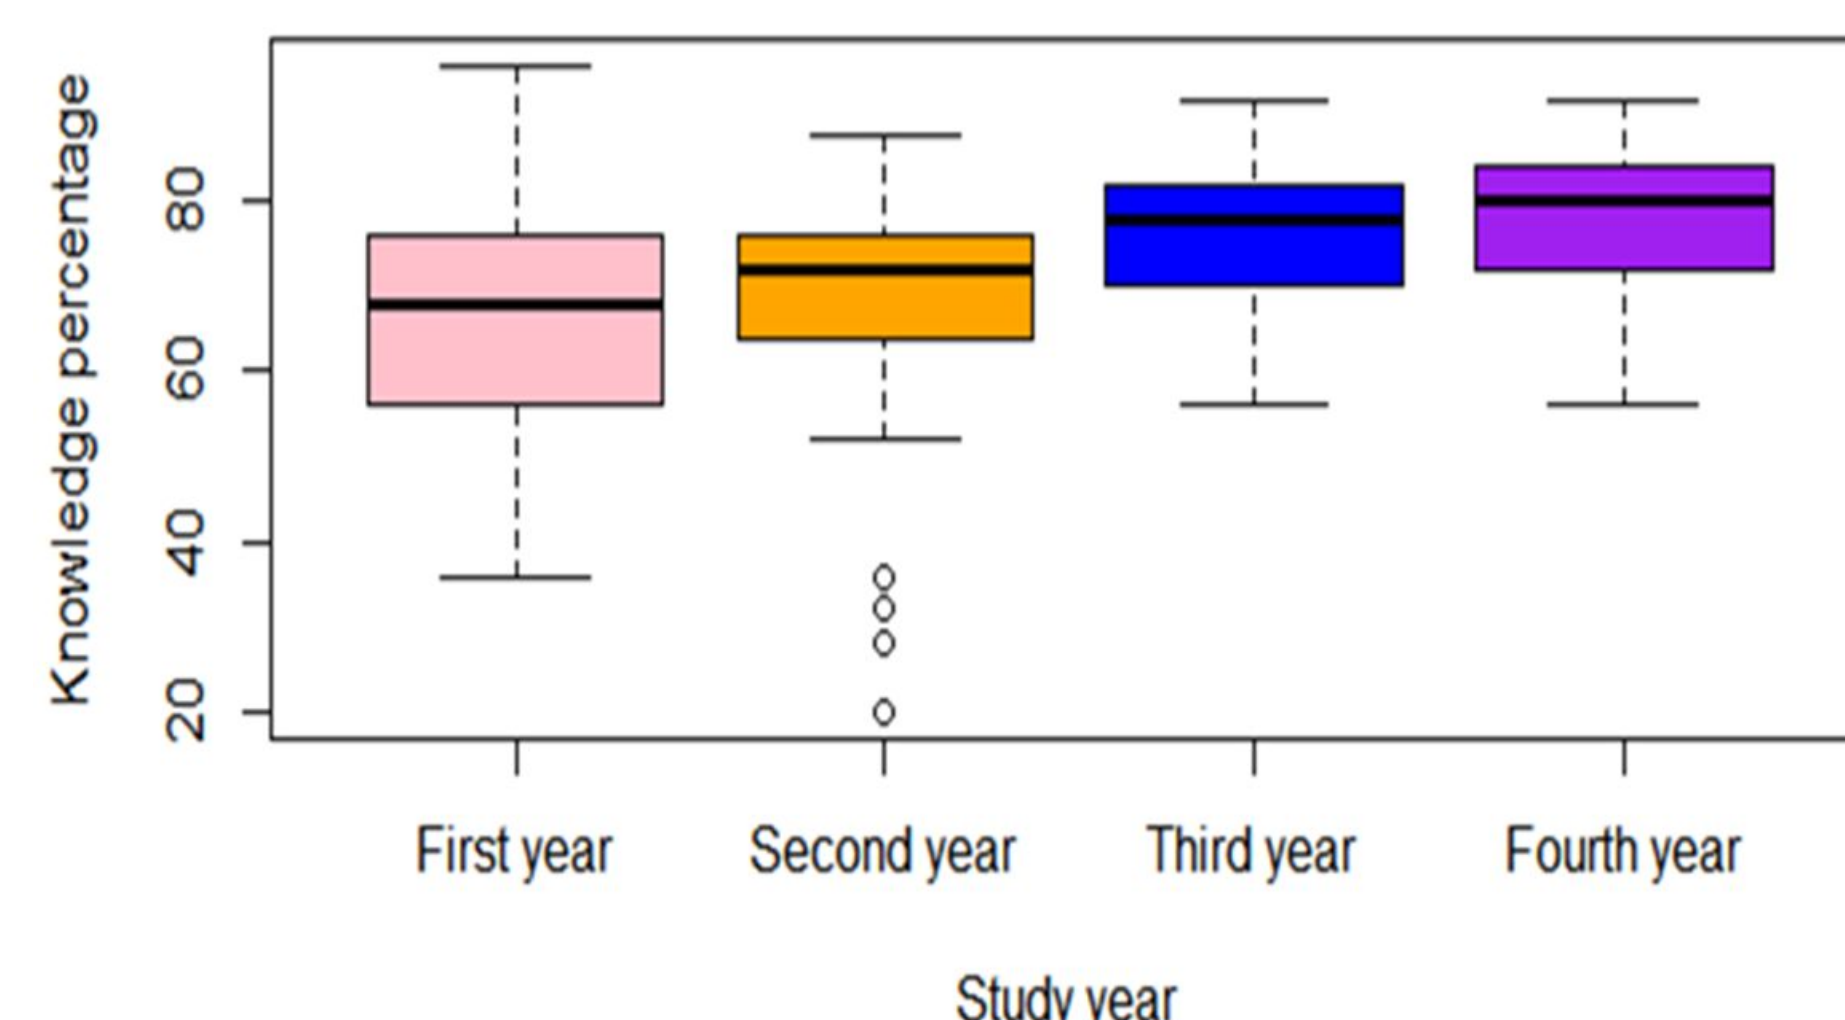 Knowledge percentage
80
60
40
20
First year Second year Third year Fourth year
Study year